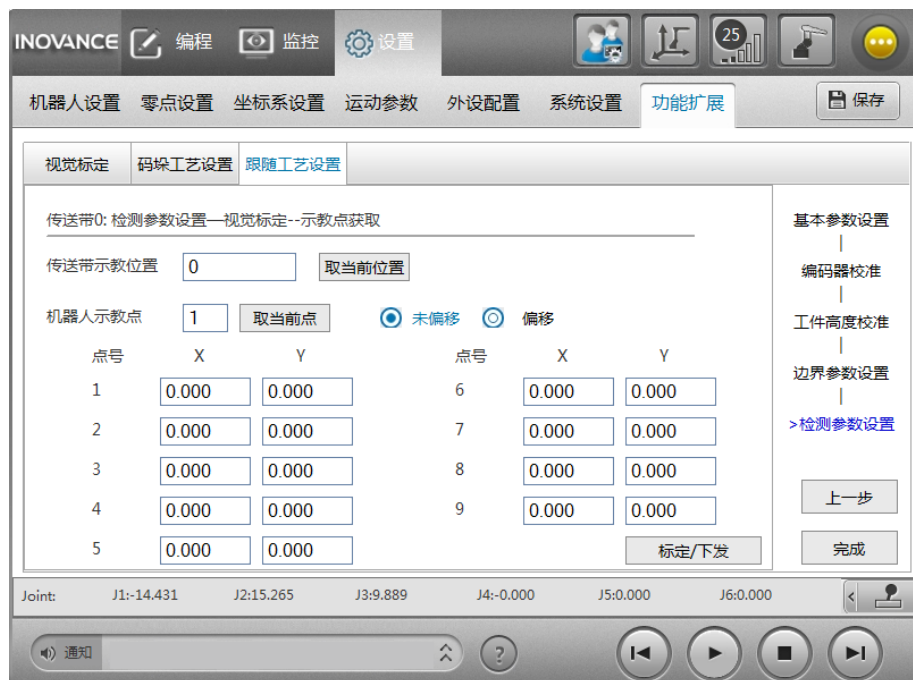 INOVANCE 编程 监控 设置 25
机器人设置 零点设置 坐标系设置 运动参数 外设配置 系统设置 功能扩展 保存
视觉标定 码垛工艺设置 跟随工艺设置
传送带0: 检测参数设置—视觉标定--示教点获取
传送带示教位置 0 取当前位置
机器人示教点 1 取当前点 未偏移 偏移
点号 X Y 点号 X Y
1 0.000 0.000 6 0.000 0.000
2 0.000 0.000 7 0.000 0.000
3 0.000 0.000 8 0.000 0.000
4 0.000 0.000 9 0.000 0.000
5 0.000 0.000 标定/下发
基本参数设置
编码器校准
工件高度校准
边界参数设置
>检测参数设置
上一步
完成
Joint: J1:-14.431 J2:15.265 J3:9.889 J4:-0.000 J5:0.000 J6:0.000
通知 ?